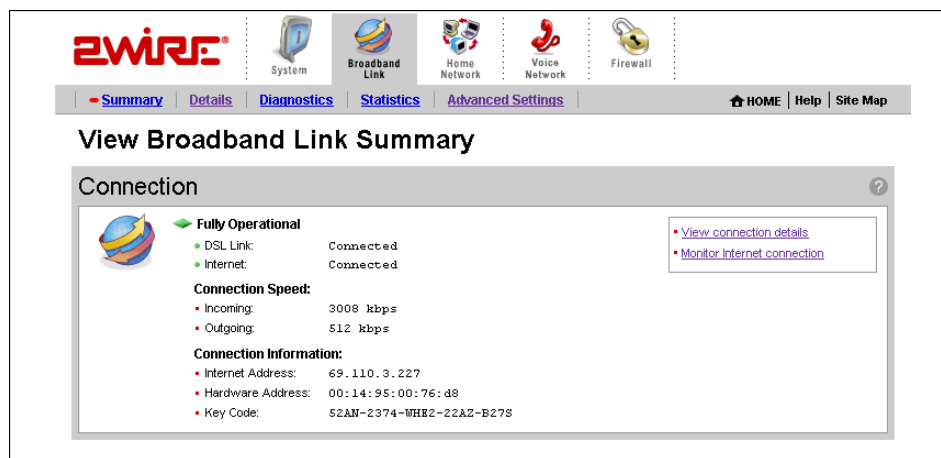 2WIRE®
System
Broadband Link
Home Network
Voice Network
Firewall
Summary | Details | Diagnostics | Statistics | Advanced Settings | HOME | Help | Site Map
View Broadband Link Summary
Connection ?
Fully Operational
DSL Link: Connected
Internet: Connected
Connection Speed:
Incoming: 3008 kbps
Outgoing: 512 kbps
Connection Information:
Internet Address: 69.110.3.227
Hardware Address: 00:14:95:00:76:d8
Key Code: 52AN-2374-WHE2-22AZ-B27S
View connection details
Monitor Internet connection